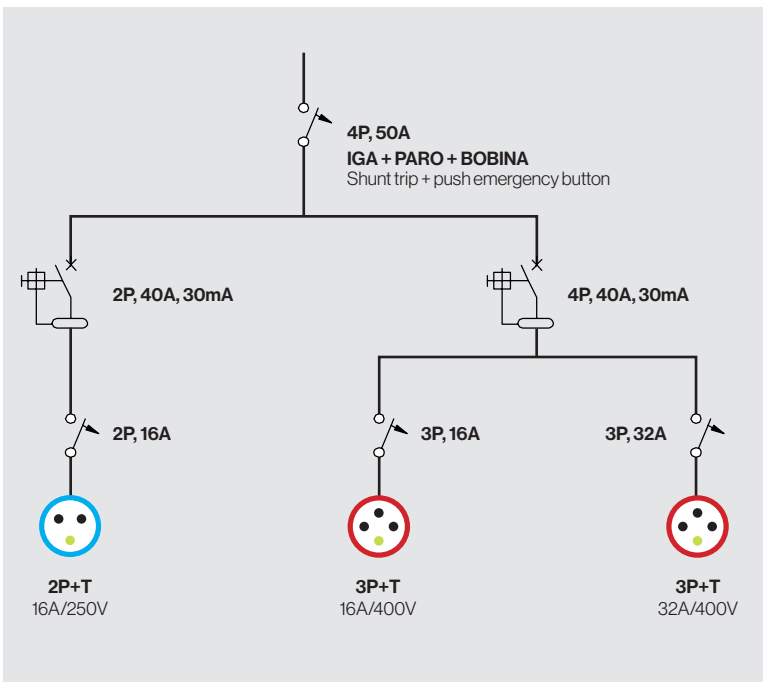 4P, 50A
IGA + PARO + BOBINA
Shunt trip + push emergency button
2P, 40A, 30mA
4P, 40A, 30mA
2P, 16A
3P, 16A
3P, 32A
2P+T
16A/250V
3P+T
16A/400V
3P+T
32A/400V